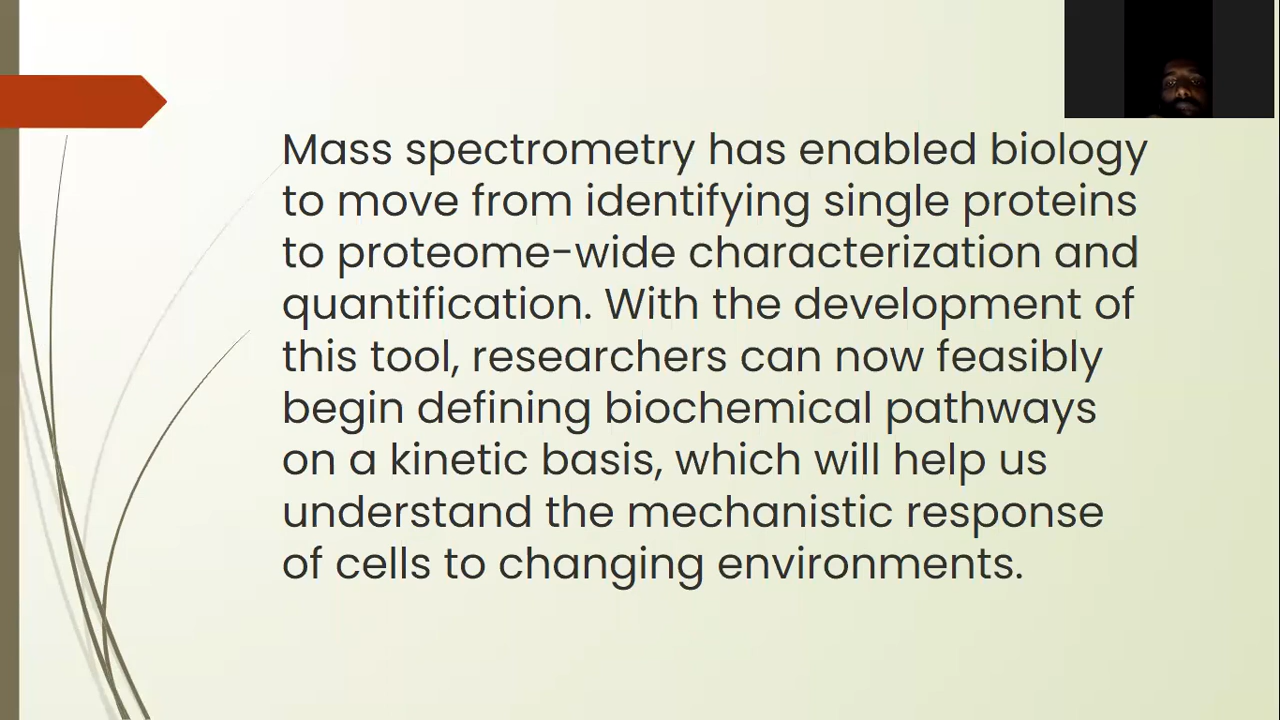 Mass spectrometry has enabled biology
to move from identifying single proteins
to proteome-wide characterization and
quantification. With the development of
this tool, researchers can now feasibly
begin defining biochemical pathways
on a kinetic basis, which will help us
understand the mechanistic response
of cells to changing environments.